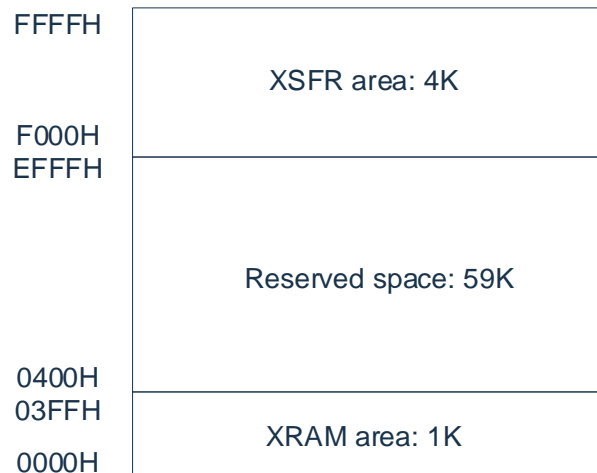 FFFFH
XSFR area: 4K
F000H
EFFFH
Reserved space: 59K
0400H
03FFH
XRAM area: 1K
0000H